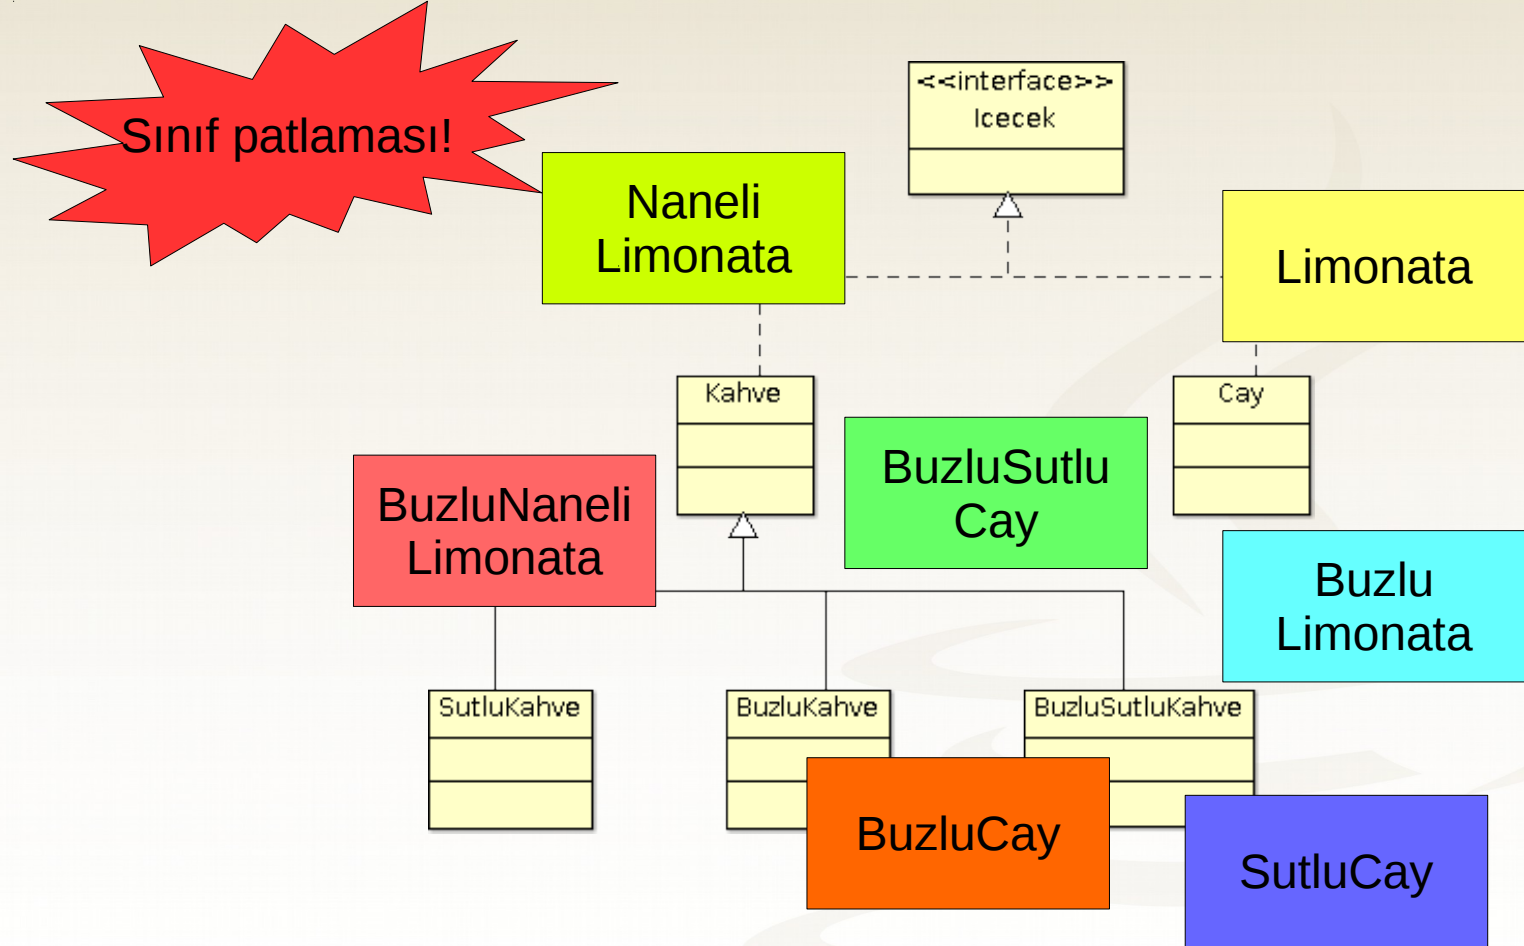 Sınıf patlaması!
<<interface>>
Icecek
Naneli
Limonata
Limonata
Kahve
Cay
BuzluSutlu
Cay
BuzluNaneli
Limonata
Buzlu
Limonata
SutluKahve
BuzluKahve
BuzluSutluKahve
BuzluCay
SutluCay